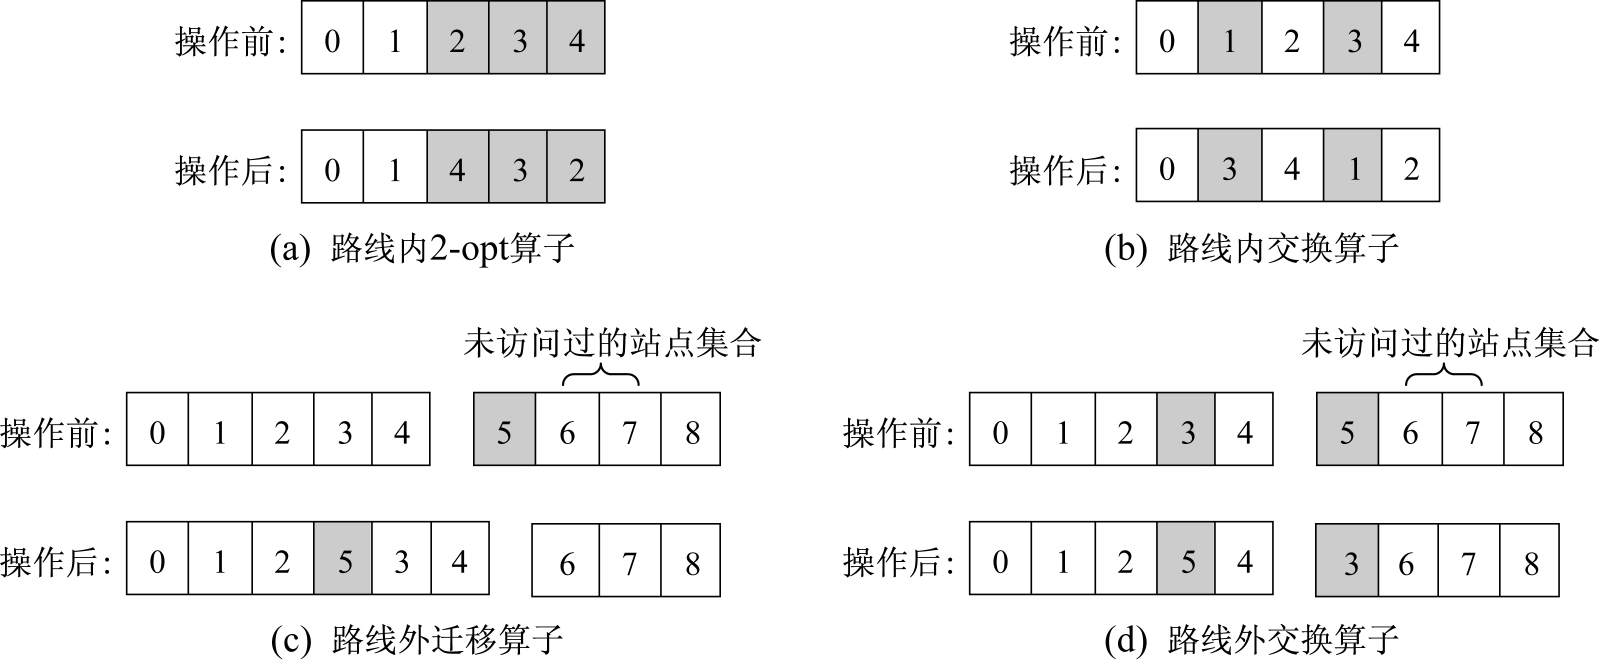 操作前: 0 1 2 3 4
操作后: 0 1 4 3 2
(a) 路线内2-opt算子
操作前: 0 1 2 3 4
操作后: 0 3 4 1 2
(b) 路线内交换算子
未访问过的站点集合
操作前: 0 1 2 3 4 5 6 7 8
操作后: 0 1 2 5 3 4 6 7 8
(c) 路线外迁移算子
未访问过的站点集合
操作前: 0 1 2 3 4 5 6 7 8
操作后: 0 1 2 5 4 3 6 7 8
(d) 路线外交换算子